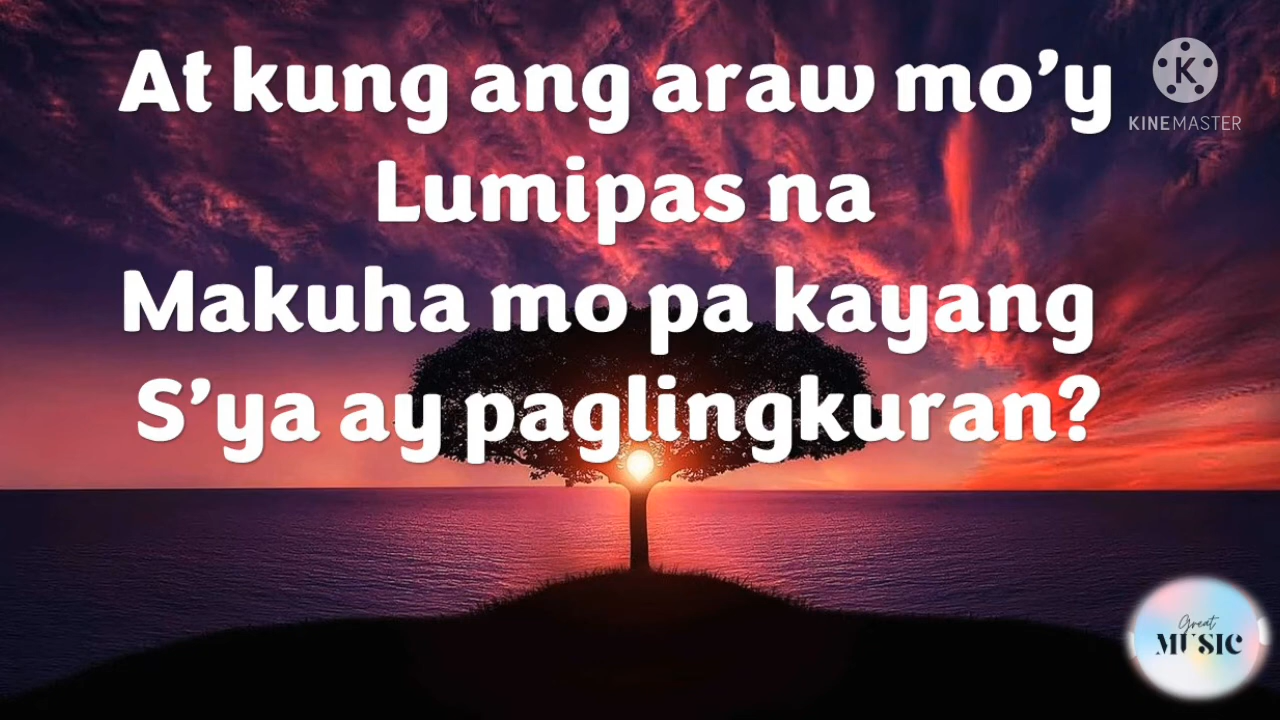 At kung ang araw mo’y
Lumipas na
Makuha mo pa kayang
S’ya ay paglingkuran?
K
KINEMASTER
Great
MUSIC